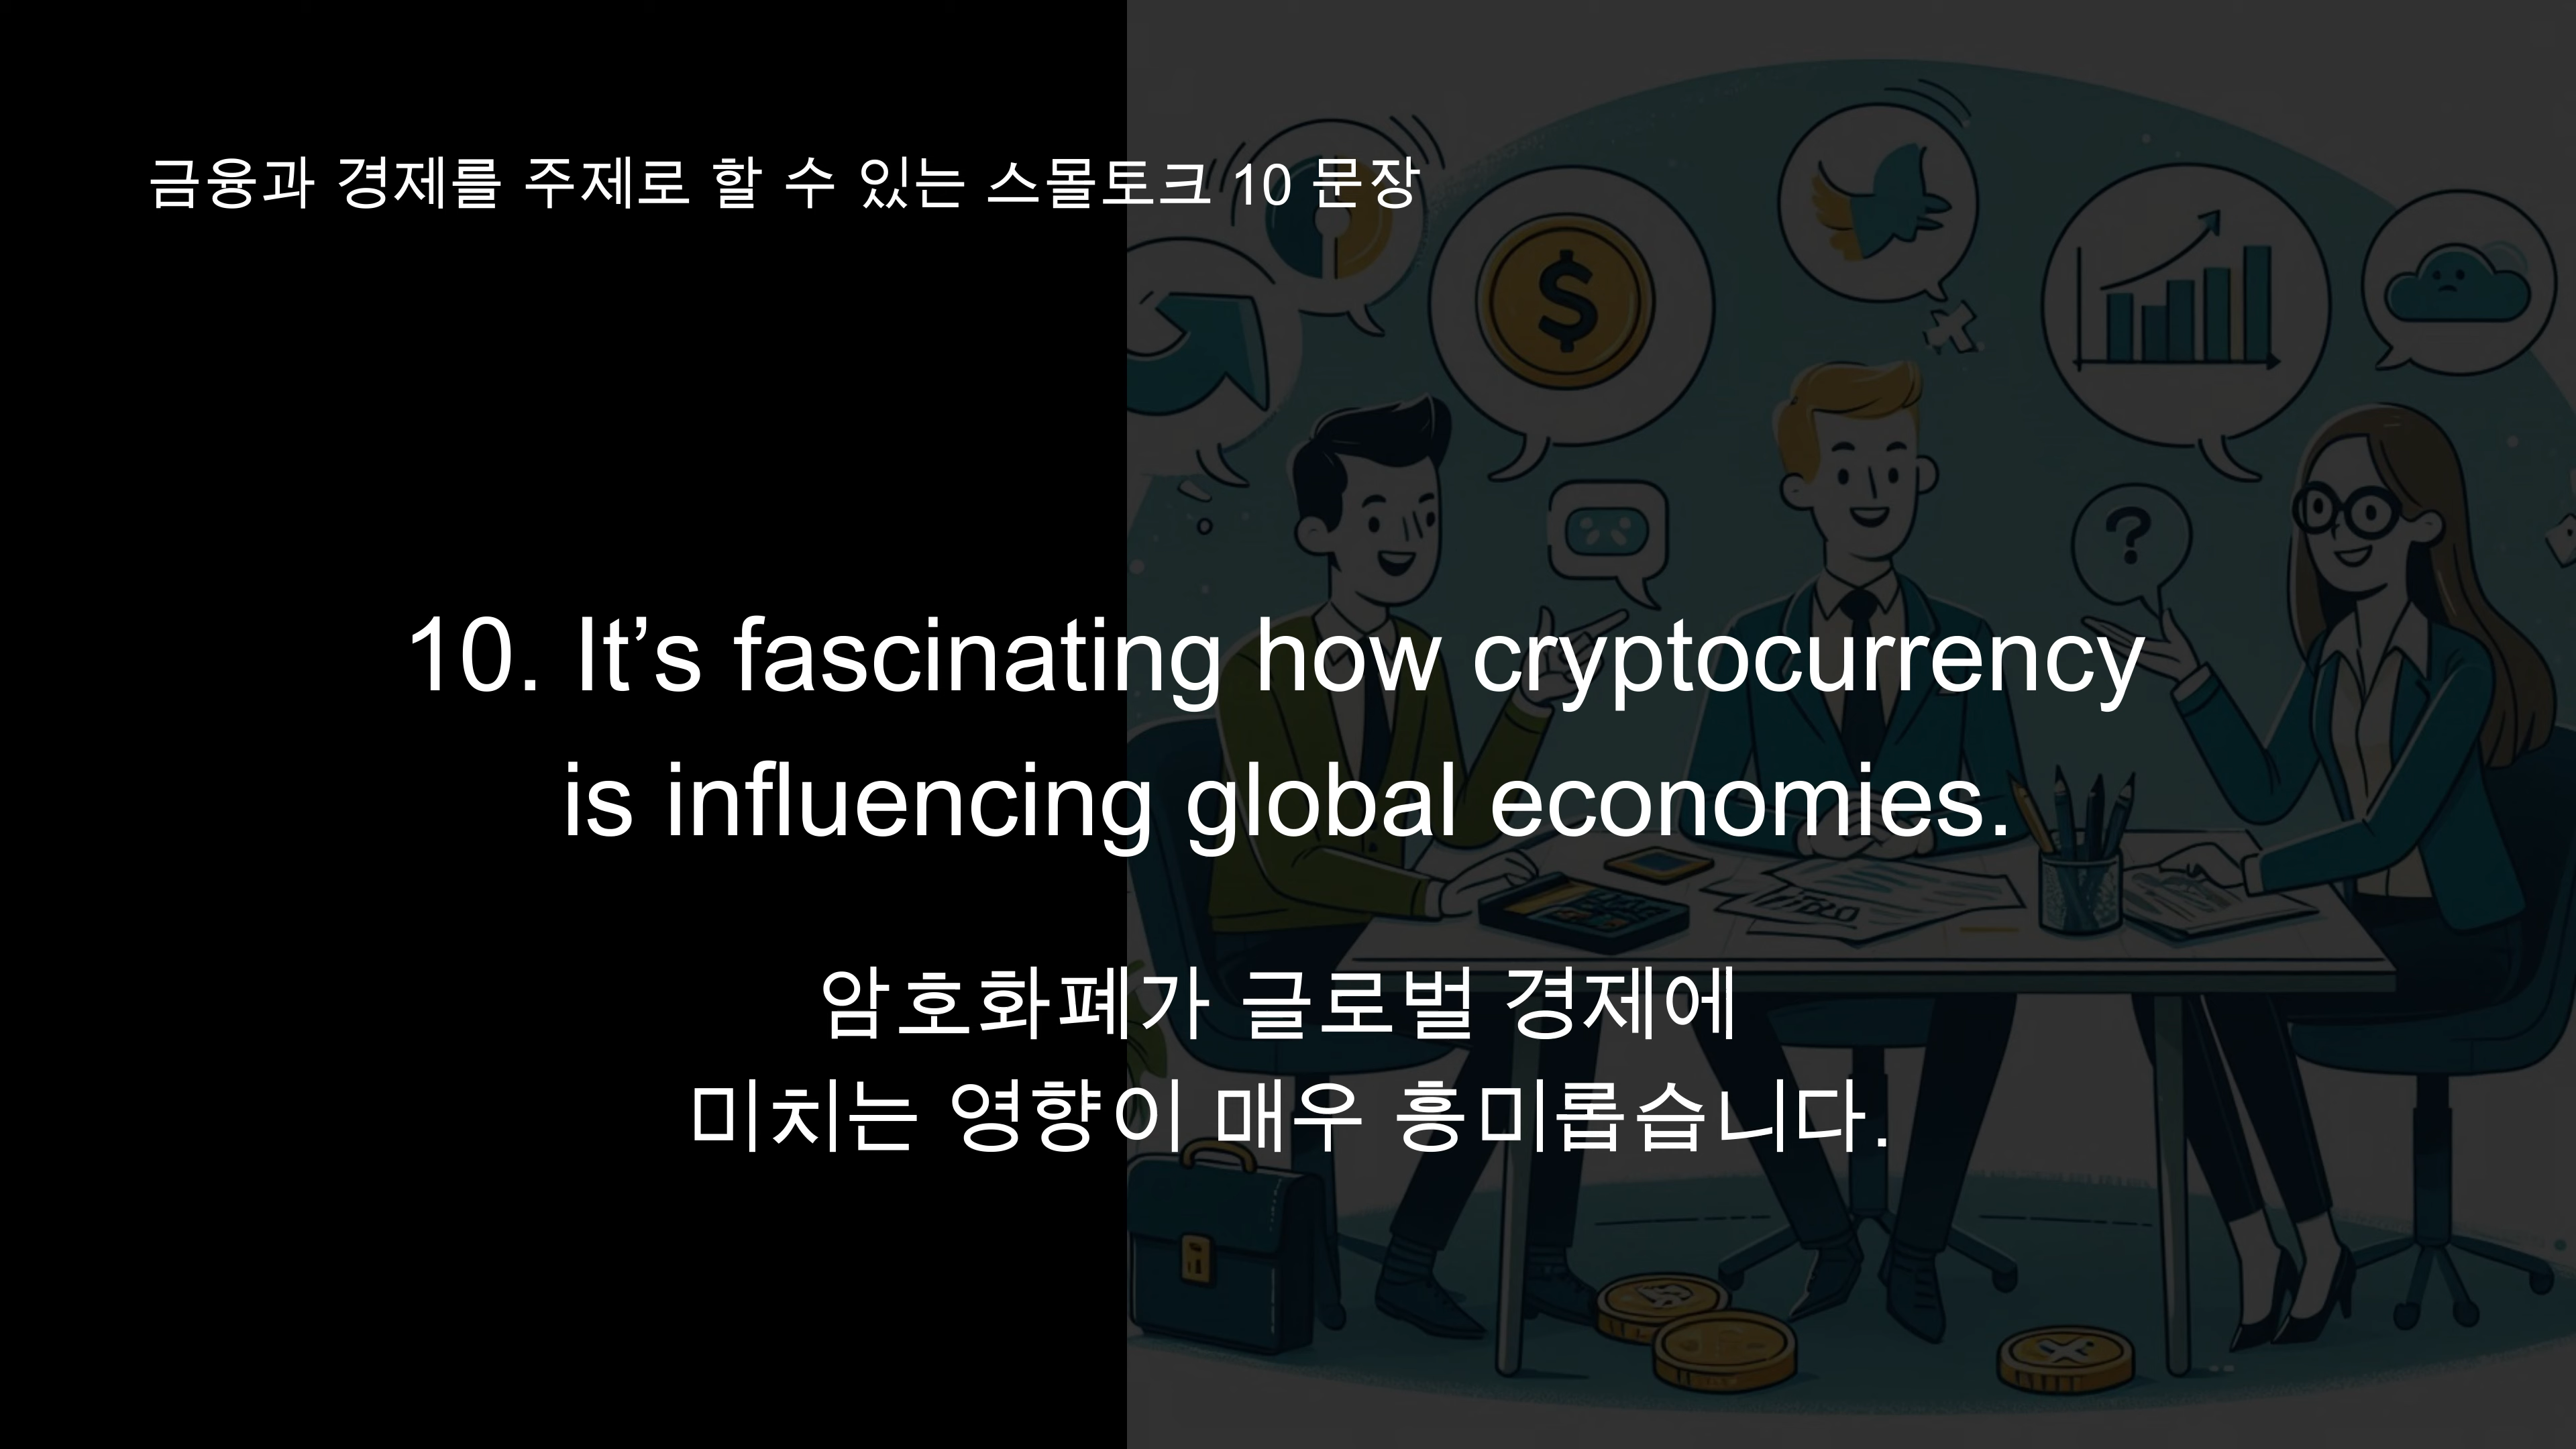 금융과 경제를 주제로 할 수 있는 스몰토크 10 문장
10. It’s fascinating how cryptocurrency
is influencing global economies.
암호화폐가 글로벌 경제에
미치는 영향이 매우 흥미롭습니다.
$
?